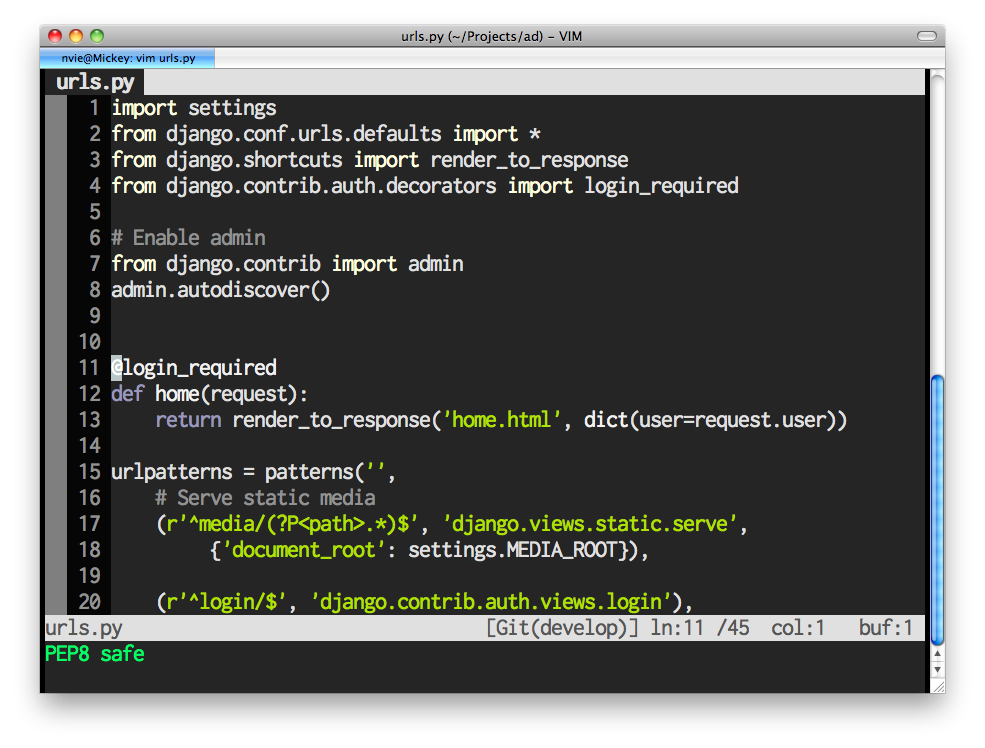 urls.py (~/Projects/ad) – VIM
nvie@Mickey: vim urls.py
urls.py
1 import settings
2 from django.conf.urls.defaults import *
3 from django.shortcuts import render_to_response
4 from django.contrib.auth.decorators import login_required
5
6 # Enable admin
7 from django.contrib import admin
8 admin.autodiscover()
9
10
11 @login_required
12 def home(request):
13     return render_to_response('home.html', dict(user=request.user))
14
15 urlpatterns = patterns('',
16     # Serve static media
17     (r'^media/(?P<path>.*)$', 'django.views.static.serve',
18         {'document_root': settings.MEDIA_ROOT}),
19
20     (r'^login/$', 'django.contrib.auth.views.login'),
urls.py [Git(develop)] ln:11 /45 col:1 buf:1
PEP8 safe